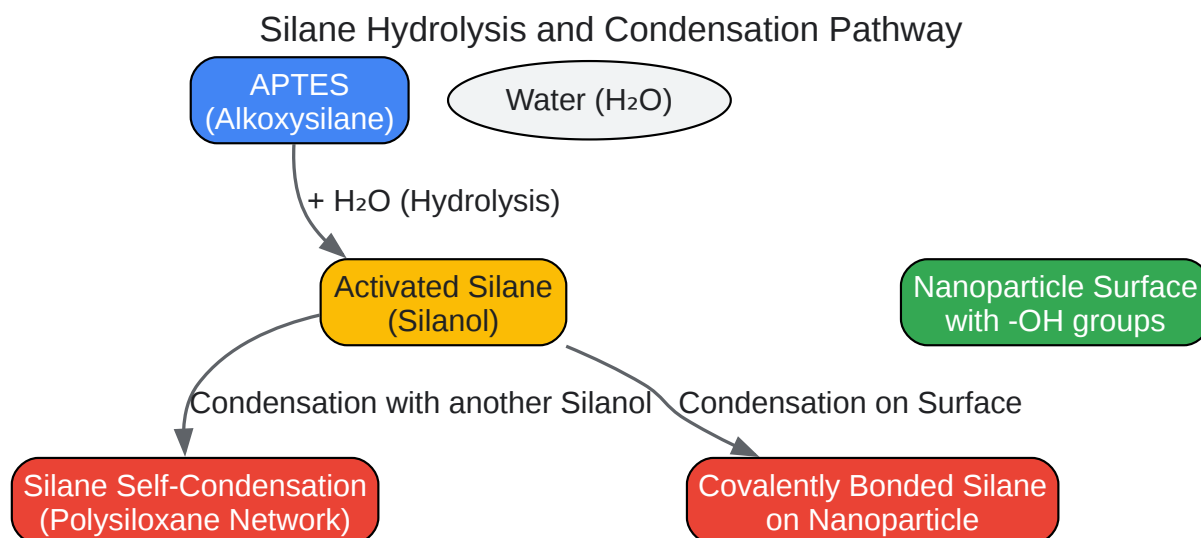 Silane Hydrolysis and Condensation Pathway
APTES
(Alkoxysilane)
Water (H₂O)
+ H₂O (Hydrolysis)
Activated Silane
(Silanol)
Nanoparticle Surface
with -OH groups
Condensation with another Silanol
Condensation on Surface
Silane Self-Condensation
(Polysiloxane Network)
Covalently Bonded Silane
on Nanoparticle